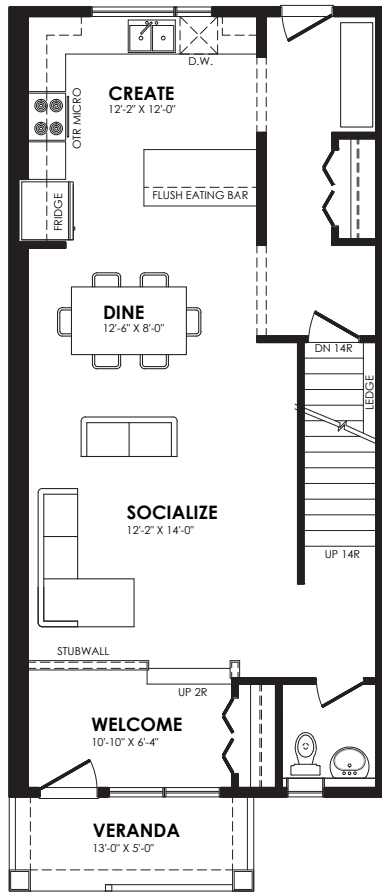 D.W.
CREATE
12'-2" X 12'-0"
OTR MICRO
FLUSH EATING BAR
FRIDGE
DINE
12'-6" X 8'-0"
DN 14R
LEDGE
SOCIALIZE
12'-2" X 14'-0"
UP 14R
STUBWALL
UP 2R
WELCOME
10'-10" X 6'-4"
VERANDA
13'-0 X 5'-0"